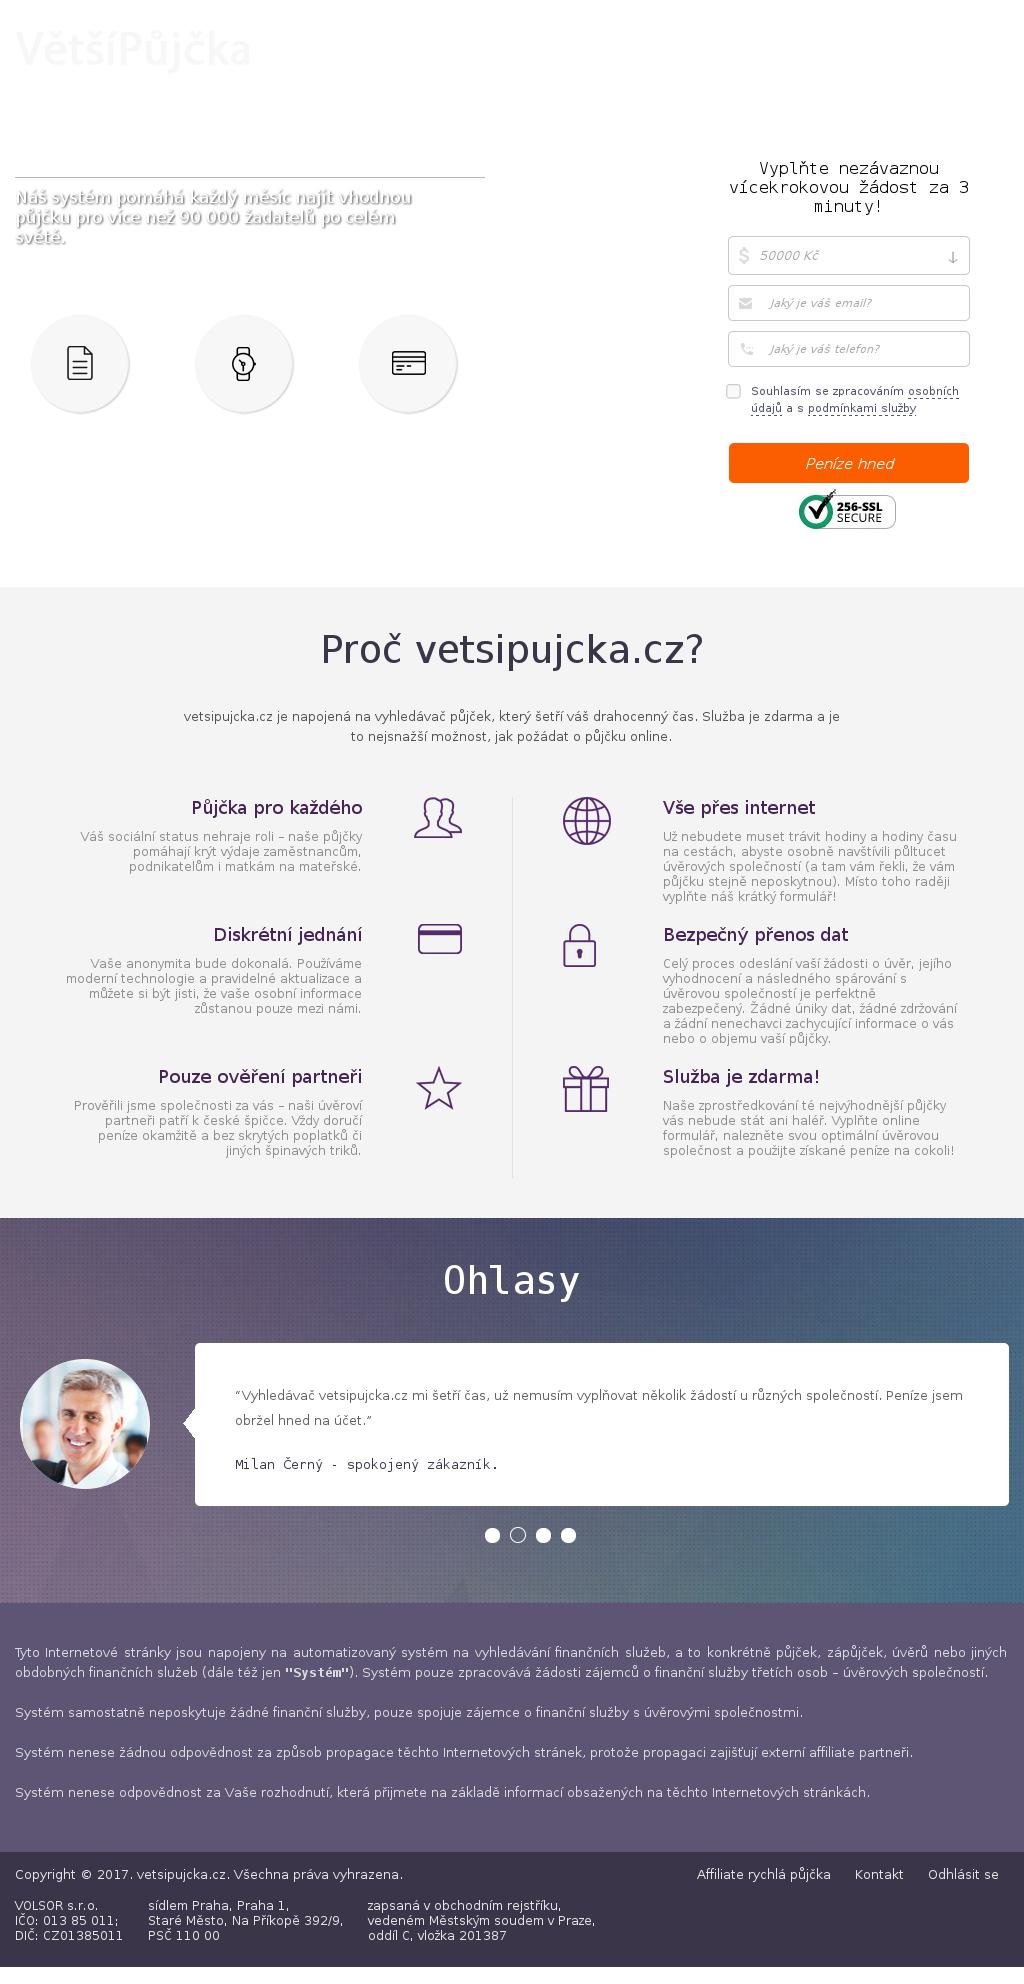 VětšíPůjčka
Náš systém pomáhá každý měsíc najít vhodnou
půjčku pro více než 90 000 žadatelů po celém
světě.
Vyplňte nezávaznou
vícekrokovou žádost za 3
minuty!
50000 Kč
Jaký je váš email?
Jaký je váš telefon?
Souhlasím se zpracováním osobních
údajů a s podmínkami služby
Peníze hned
256-SSL
SECURE
Proč vetsipujcka.cz?
vetsipujcka.cz je napojená na vyhledávač půjček, který šetří váš drahocenný čas. Služba je zdarma a je
to nejsnažší možnost, jak požádat o půjčku online.
Půjčka pro každého
Váš sociální status nehraje roli – naše půjčky
pomáhají krýt výdaje zaměstnancům,
podnikatelům i matkám na mateřské.
Vše přes internet
Už nebudete muset trávit hodiny a hodiny času
na cestách, abyste osobně navštívili půltucet
úvěrových společností (a tam vám řekli, že vám
půjčku stejně neposkytnou). Místo toho raději
vyplňte náš krátký formulář!
Diskrétní jednání
Vaše anonymita bude dokonalá. Používáme
moderní technologie a pravidelné aktualizace a
můžete si být jisti, že vaše osobní informace
zůstanou pouze mezi námi.
Bezpečný přenos dat
Celý proces odeslání vaší žádosti o úvěr, jejího
vyhodnocení a následného spárování s
úvěrovou společností je perfektně
zabezpečený. Žádné úniky dat, žádné zdržování
a žádní nenechavci zachycující informace o vás
nebo o objemu vaší půjčky.
Pouze ověření partneři
Prověřili jsme společnosti za vás – naši úvěroví
partneři patří k české špičce. Vždy doručí
peníze okamžitě a bez skrytých poplatků či
jiných špinavých triků.
Služba je zdarma!
Naše zprostředkování té nejvýhodnější půjčky
vás nebude stát ani haléř. Vyplňte online
formulář, nalezněte svou optimální úvěrovou
společnost a použijte získané peníze na cokoli!
Ohlasy
“Vyhledávač vetsipujcka.cz mi šetří čas, už nemusím vyplňovat několik žádostí u různých společností. Peníze jsem
obržel hned na účet.”
Milan Černý - spokojený zákazník.
Tyto Internetové stránky jsou napojeny na automatizovaný systém na vyhledávání finančních služeb, a to konkrétně půjček, zápůjček, úvěrů nebo jiných
obdobných finančních služeb (dále též jen "Systém"). Systém pouze zpracovává žádosti zájemců o finanční služby třetích osob – úvěrových společností.
Systém samostatně neposkytuje žádné finanční služby, pouze spojuje zájemce o finanční služby s úvěrovými společnostmi.
Systém nenese žádnou odpovědnost za způsob propagace těchto Internetových stránek, protože propagaci zajišťují externí affiliate partneři.
Systém nenese odpovědnost za Vaše rozhodnutí, která přijmete na základě informací obsažených na těchto Internetových stránkách.
Copyright © 2017. vetsipujcka.cz. Všechna práva vyhrazena.
Affiliate rychlá půjčka Kontakt Odhlásit se
VOLSOR s.r.o.
IČO: 013 85 011;
DIČ: CZ01385011
sídlem Praha, Praha 1,
Staré Město, Na Příkopě 392/9,
PSČ 110 00
zapsaná v obchodním rejstříku,
vedeném Městským soudem v Praze,
oddíl C, vložka 201387